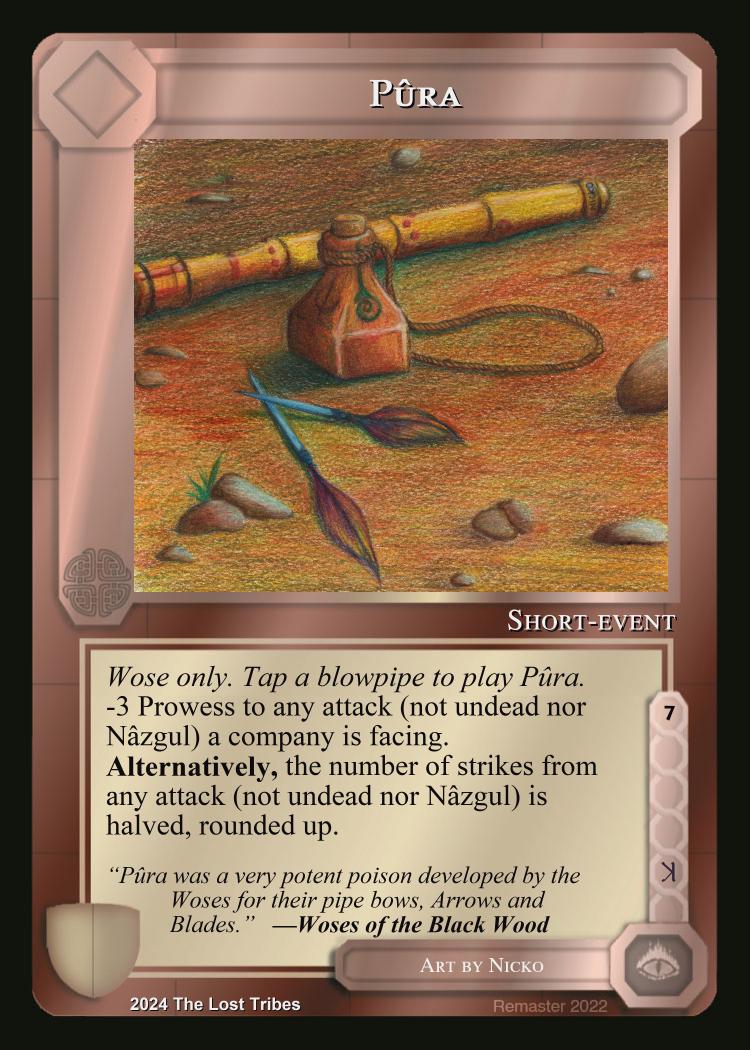 Pûra
Short-event
Wose only. Tap a blowpipe to play Pûra.
-3 Prowess to any attack (not undead nor
Nâzgul) a company is facing.
Alternatively, the number of strikes from
any attack (not undead nor Nâzgul) is
halved, rounded up.
7
“Pûra was a very potent poison developed by the
Woses for their pipe bows, Arrows and
Blades.” —Woses of the Black Wood
Art by Nicko
2024 The Lost Tribes
Remaster 2022